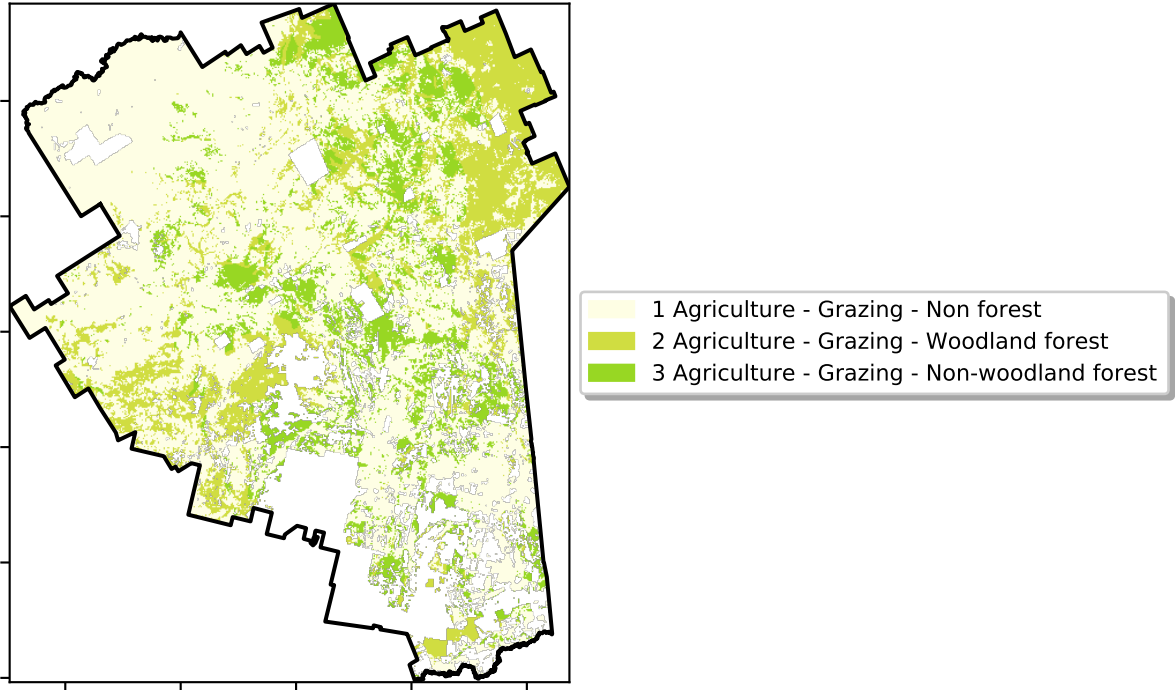 1 Agriculture - Grazing - Non forest
2 Agriculture - Grazing - Woodland forest
3 Agriculture - Grazing - Non-woodland forest